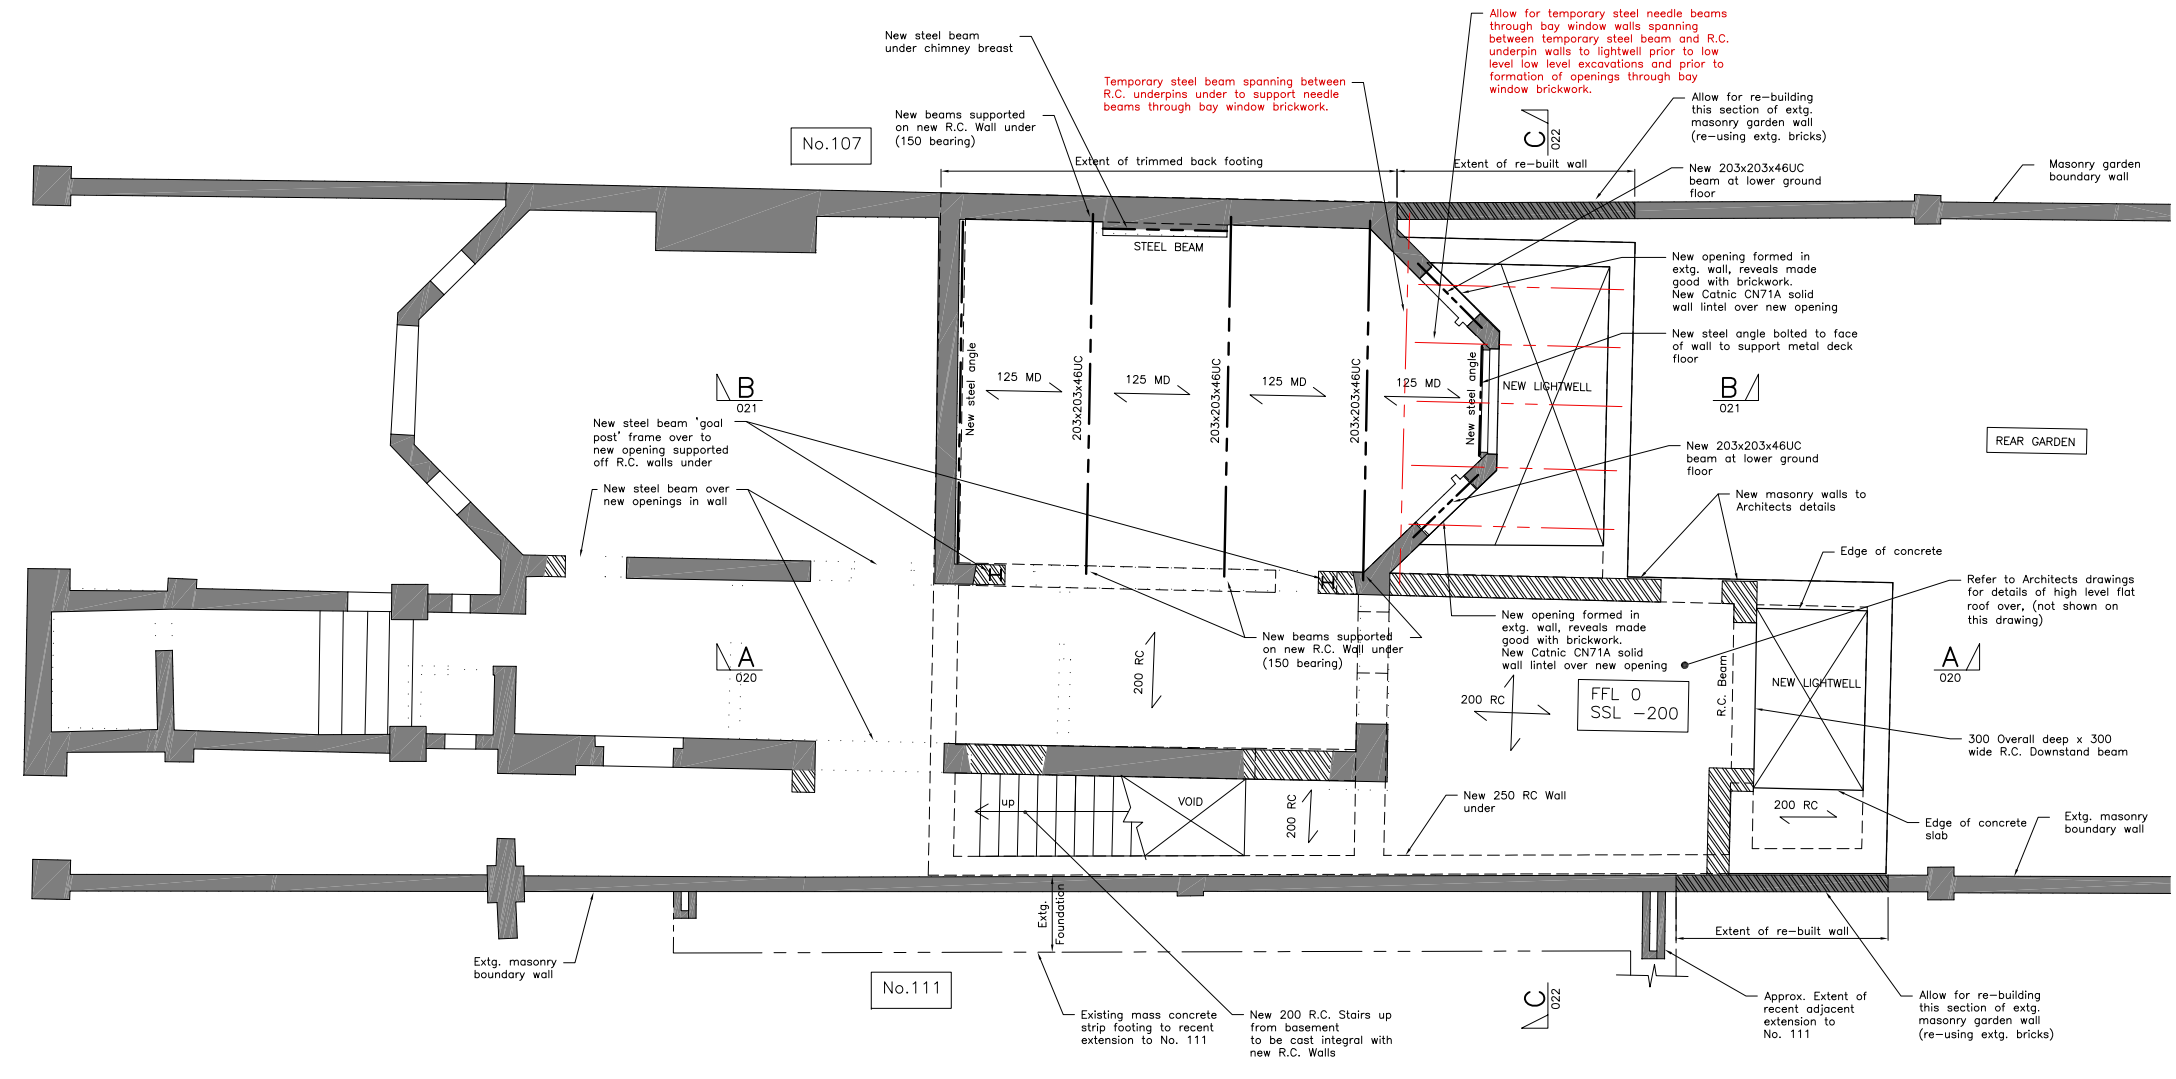 Allow for temporary steel needle beams
through bay window walls spanning
between temporary steel beam and R.C.
underpin walls to lightwell prior to low
level low level excavations and prior to
formation of openings through bay
window brickwork.
New steel beam
under chimney breast
Temporary steel beam spanning between
R.C. underpins under to support needle
beams through bay window brickwork.
Allow for re-building
this section of extg.
masonry garden wall
(re-using extg. bricks)
New beams supported
on new R.C. Wall under
(150 bearing)
No.107
C
022
Extent of trimmed back footing
Extent of re-built wall
New 203x203x46UC
beam at lower ground
floor
Masonry garden
boundary wall
STEEL BEAM
New opening formed in
extg. wall, reveals made
good with brickwork.
New Catnic CN71A solid
wall lintel over new opening
New steel angle bolted to face
of wall to support metal deck
floor
New steel angle
125 MD
203x203x46UC
125 MD
203x203x46UC
125 MD
203x203x46UC
125 MD
New steel angle
NEW LIGHTWELL
B
021
B
021
New steel beam 'goal
post' frame over to
new opening supported
off R.C. walls under
REAR GARDEN
New 203x203x46UC
beam at lower ground
floor
New steel beam over
new openings in wall
New masonry walls to
Architects details
Edge of concrete
Refer to Architects drawings
for details of high level flat
roof over, (not shown on
this drawing)
New opening formed in
extg. wall, reveals made
good with brickwork.
New Catnic CN71A solid
wall lintel over new opening
New beams supported
on new R.C. Wall under
(150 bearing)
A
020
A
020
200 RC
200 RC
FFL 0
SSL -200
R.C. Beam
NEW LIGHTWELL
300 Overall deep x 300
wide R.C. Downstand beam
up
VOID
200 RC
New 250 RC Wall
under
200 RC
Edge of concrete
slab
Extg. masonry
boundary wall
Extg.
Foundation
Extent of re-built wall
Extg. masonry
boundary wall
No.111
C
022
Existing mass concrete
strip footing to recent
extension to No. 111
New 200 R.C. Stairs up
from basement
to be cast integral with
new R.C. Walls
Approx. Extent of
recent adjacent
extension to
No. 111
Allow for re-building
this section of extg.
masonry garden wall
(re-using extg. bricks)